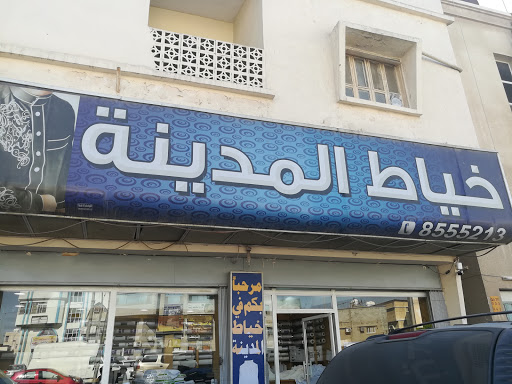 خياط المدينة
8555213
مرحبا
بكم في
خياط
المدينة